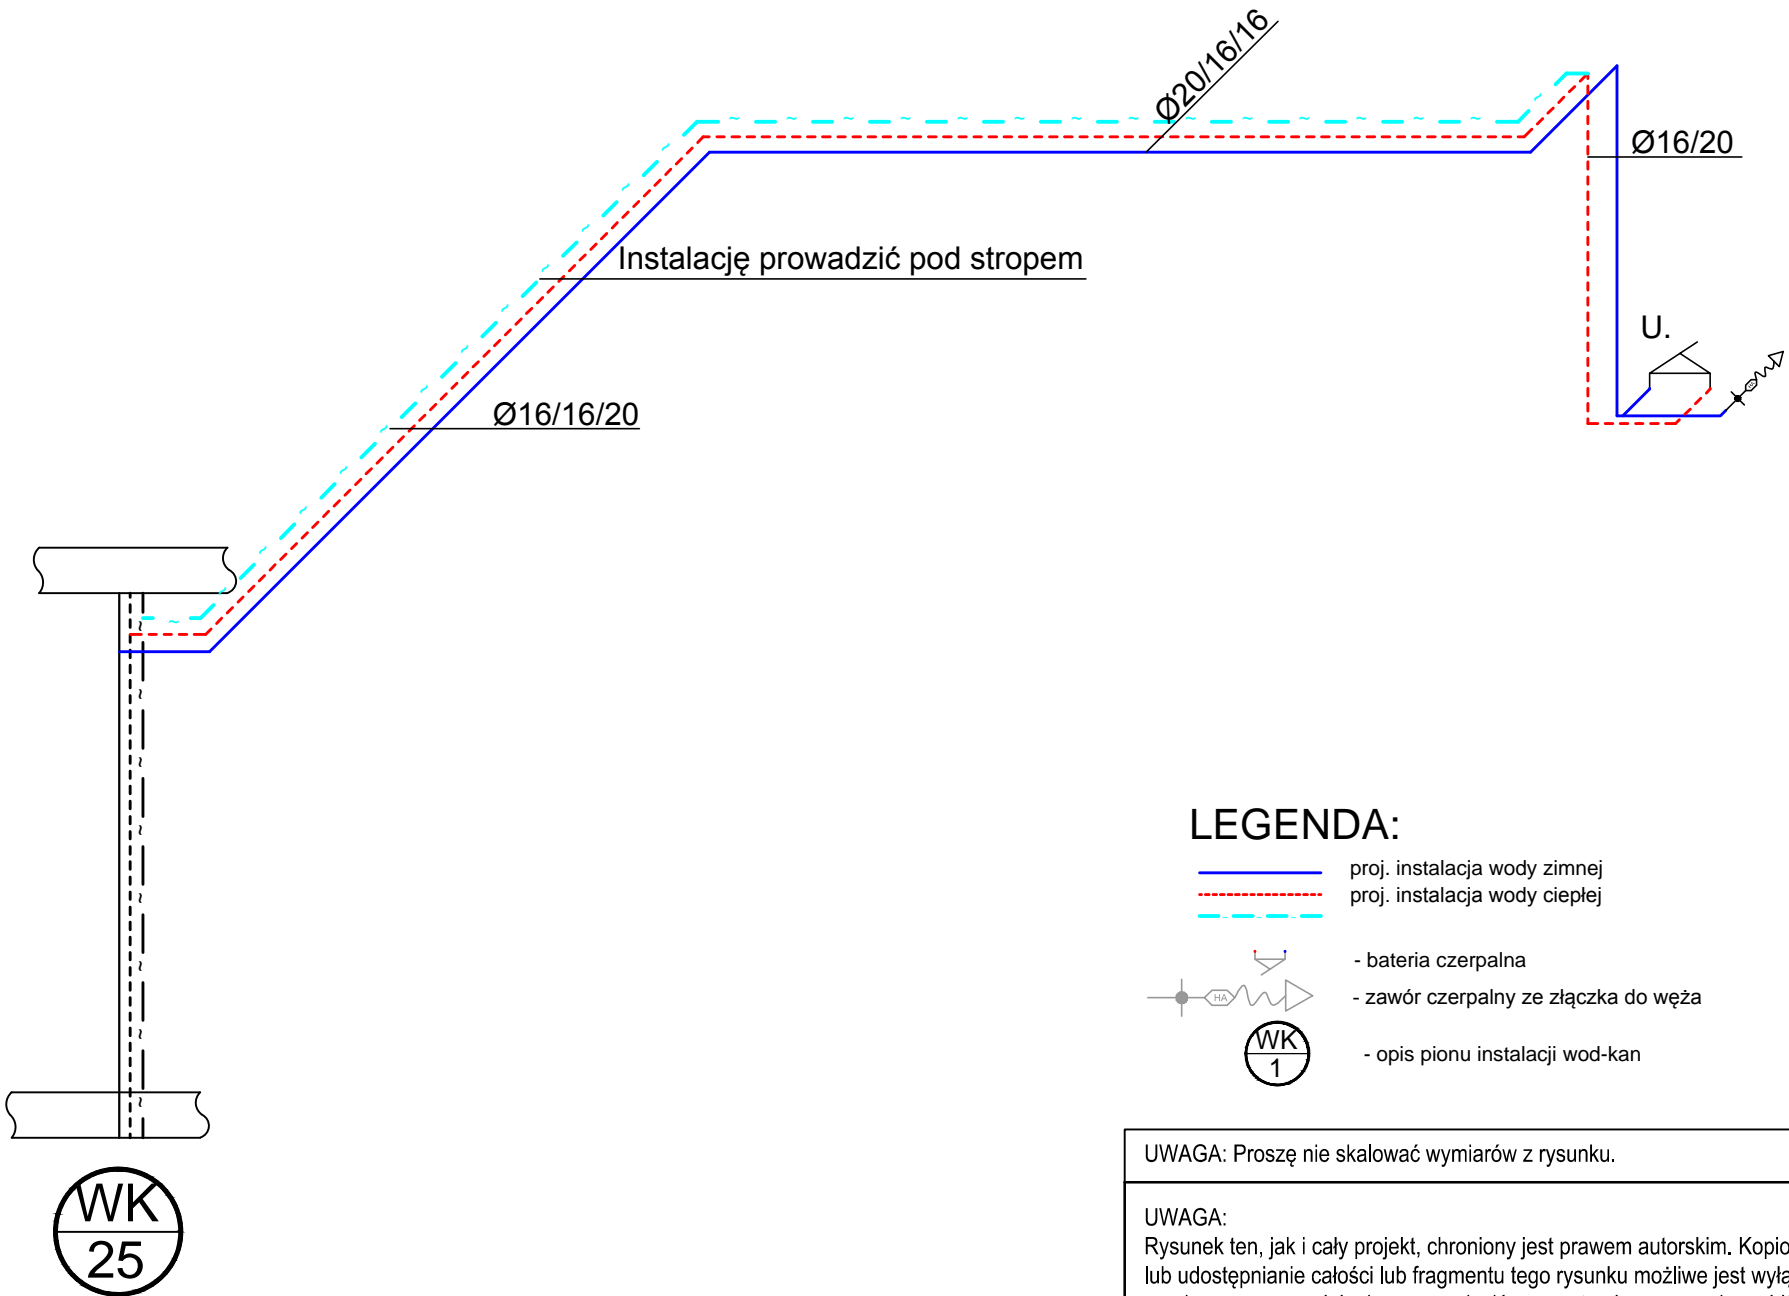 Ø20/16/16
Ø16/20
Instalację prowadzić pod stropem
U.
Ø16/16/20
LEGENDA:
proj. instalacja wody zimnej
proj. instalacja wody ciepłej
- bateria czerpalna
HA
- zawór czerpalny ze złączka do węża
WK
1
- opis pionu instalacji wod-kan
UWAGA: Proszę nie skalować wymiarów z rysunku.
WK
25
UWAGA:
Rysunek ten, jak i cały projekt, chroniony jest prawem autorskim. Kopio
lub udostępnianie całości lub fragmentu tego rysunku możliwe jest wyłą